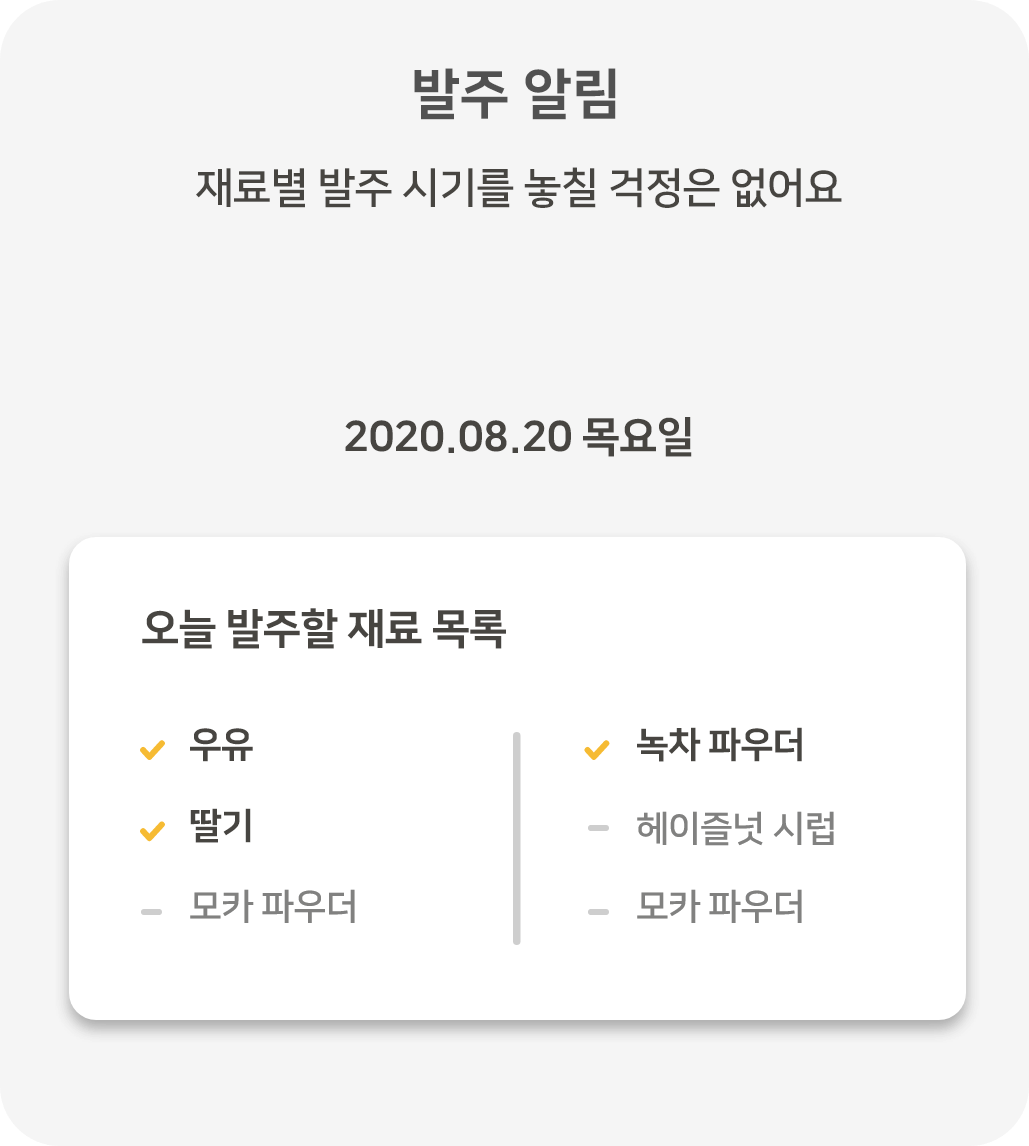 발주 알림
재료별 발주 시기를 놓칠 걱정은 없어요
2020.08.20 목요일
오늘 발주할 재료 목록
우유
딸기
모카 파우더
녹차 파우더
헤이즐넛 시럽
모카 파우더